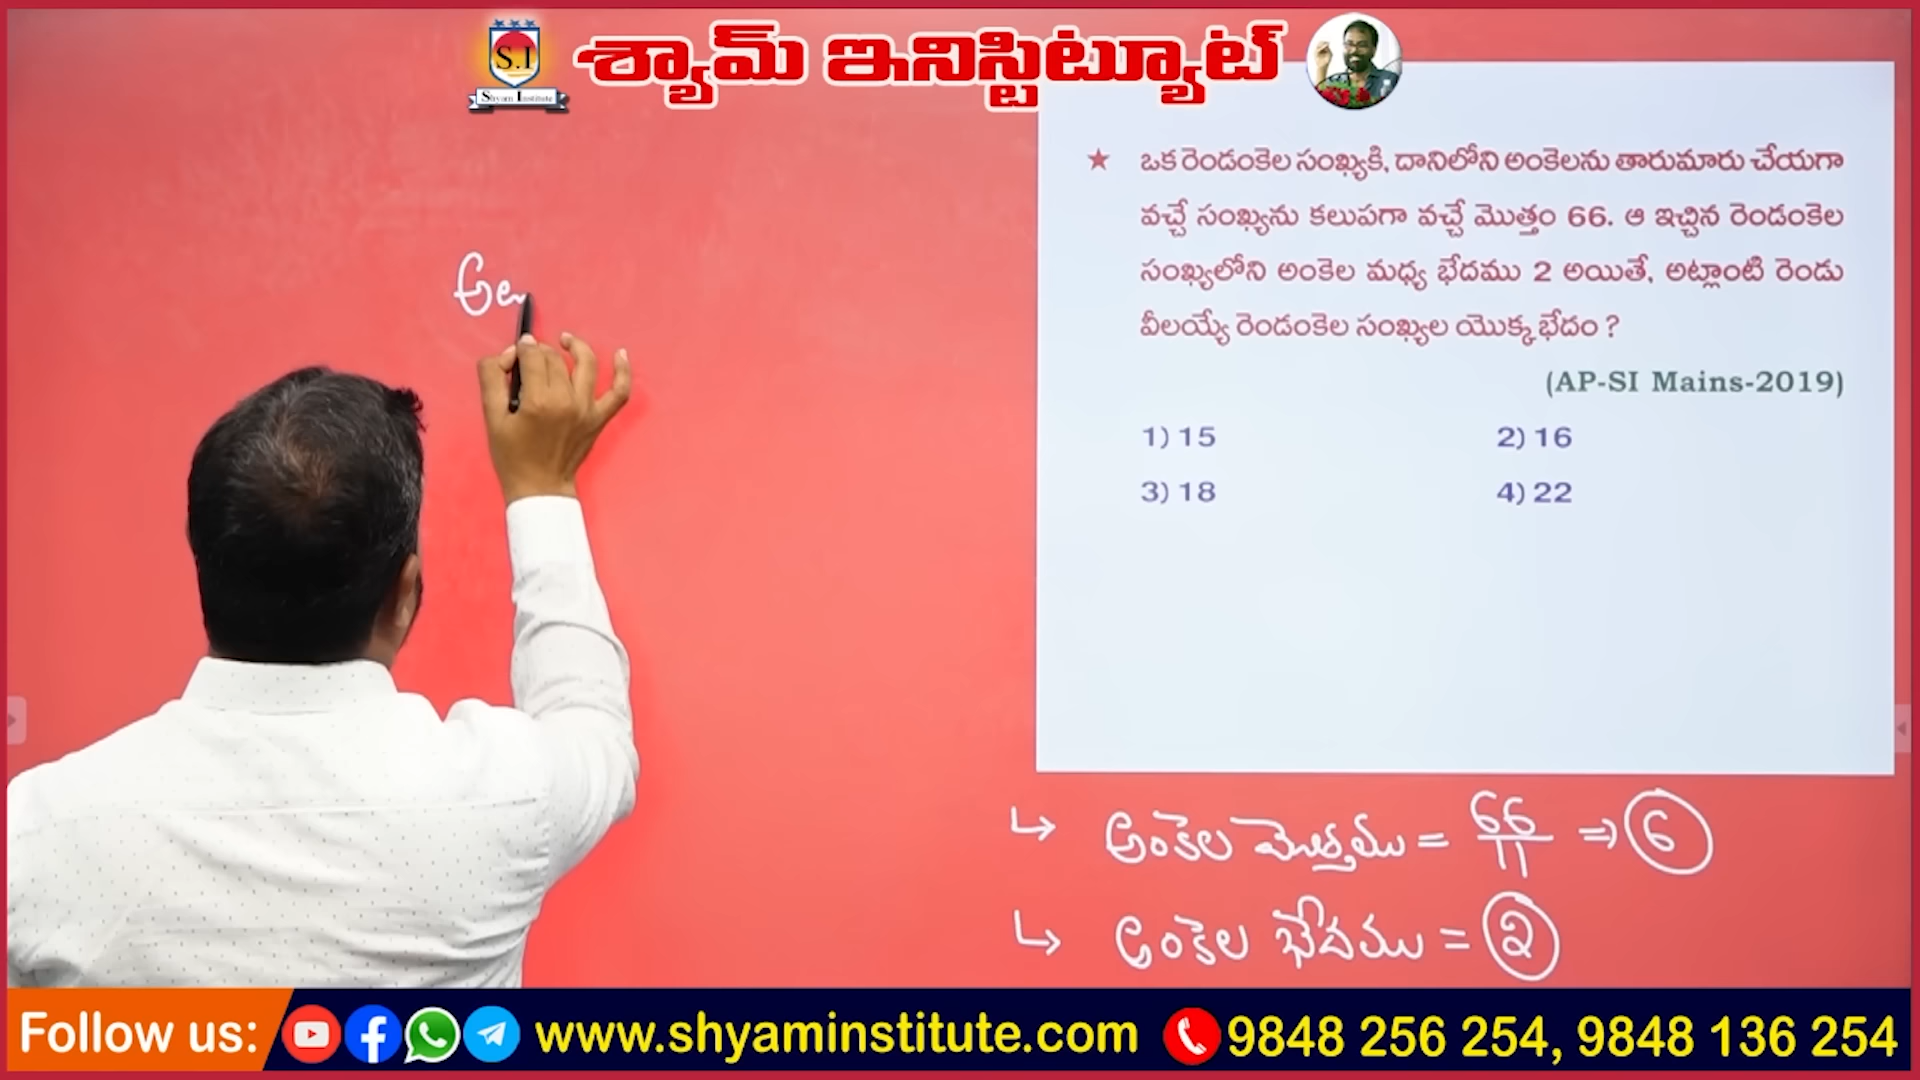 S.I
Shyam Institute
శ్యామ్ ఇనిస్టిట్యూట్
★ ఒక రెండంకెల సంఖ్యకి, దానిలోని అంకెలను తారుమారు చేయగా
వచ్చే సంఖ్యను కలుపగా వచ్చే మొత్తం 66. ఆ ఇచ్చిన రెండంకెల
సంఖ్యలోని అంకెల మధ్య భేదము 2 అయితే, అట్లాంటి రెండు
వీలయ్యే రెండంకెల సంఖ్యల యొక్క భేదం ?
(AP-SI Mains-2019)
1) 15 2) 16
3) 18 4) 22
↳ అంకెల మొత్తము = 66/11 ⇒ 6
↳ అంకెల భేదము = 2
Follow us: www.shyaminstitute.com 9848 256 254, 9848 136 254